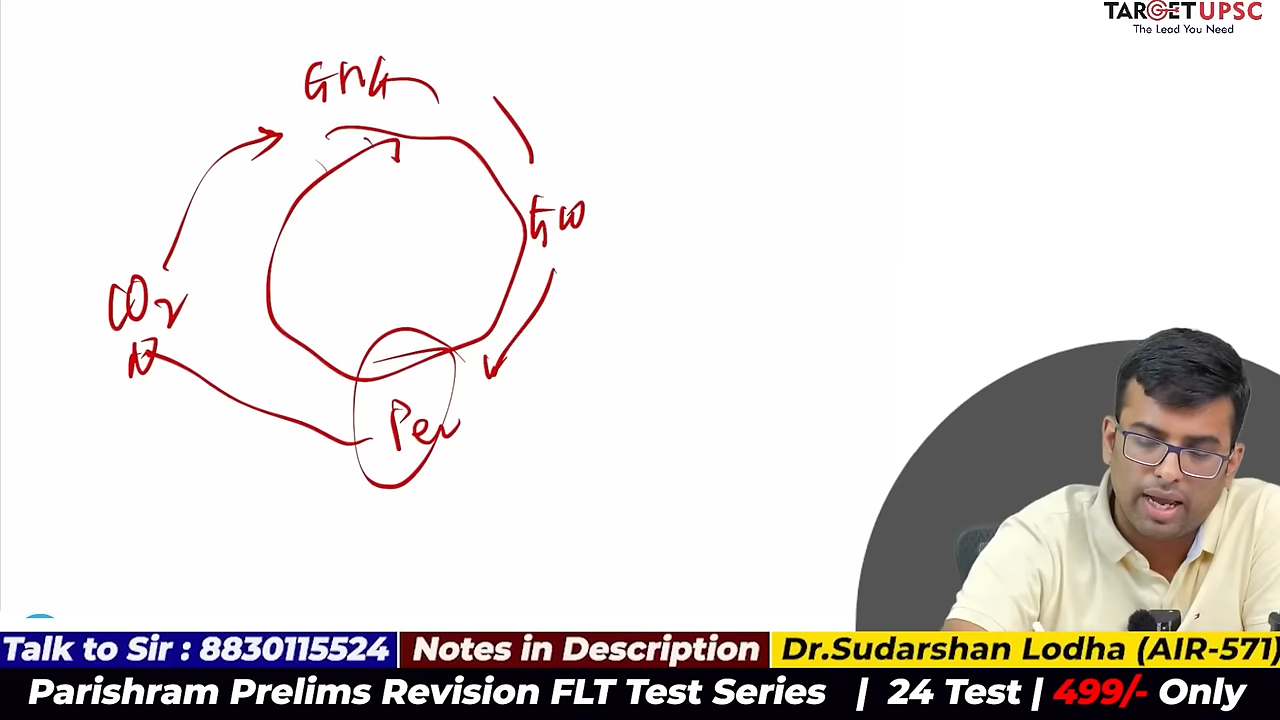 TARGETUPSC
The Lead You Need
GHG
GW
CO2
Per
Talk to Sir : 8830115524
Notes in Description
Dr.Sudarshan Lodha (AIR-571)
Parishram Prelims Revision FLT Test Series | 24 Test | 499/- Only